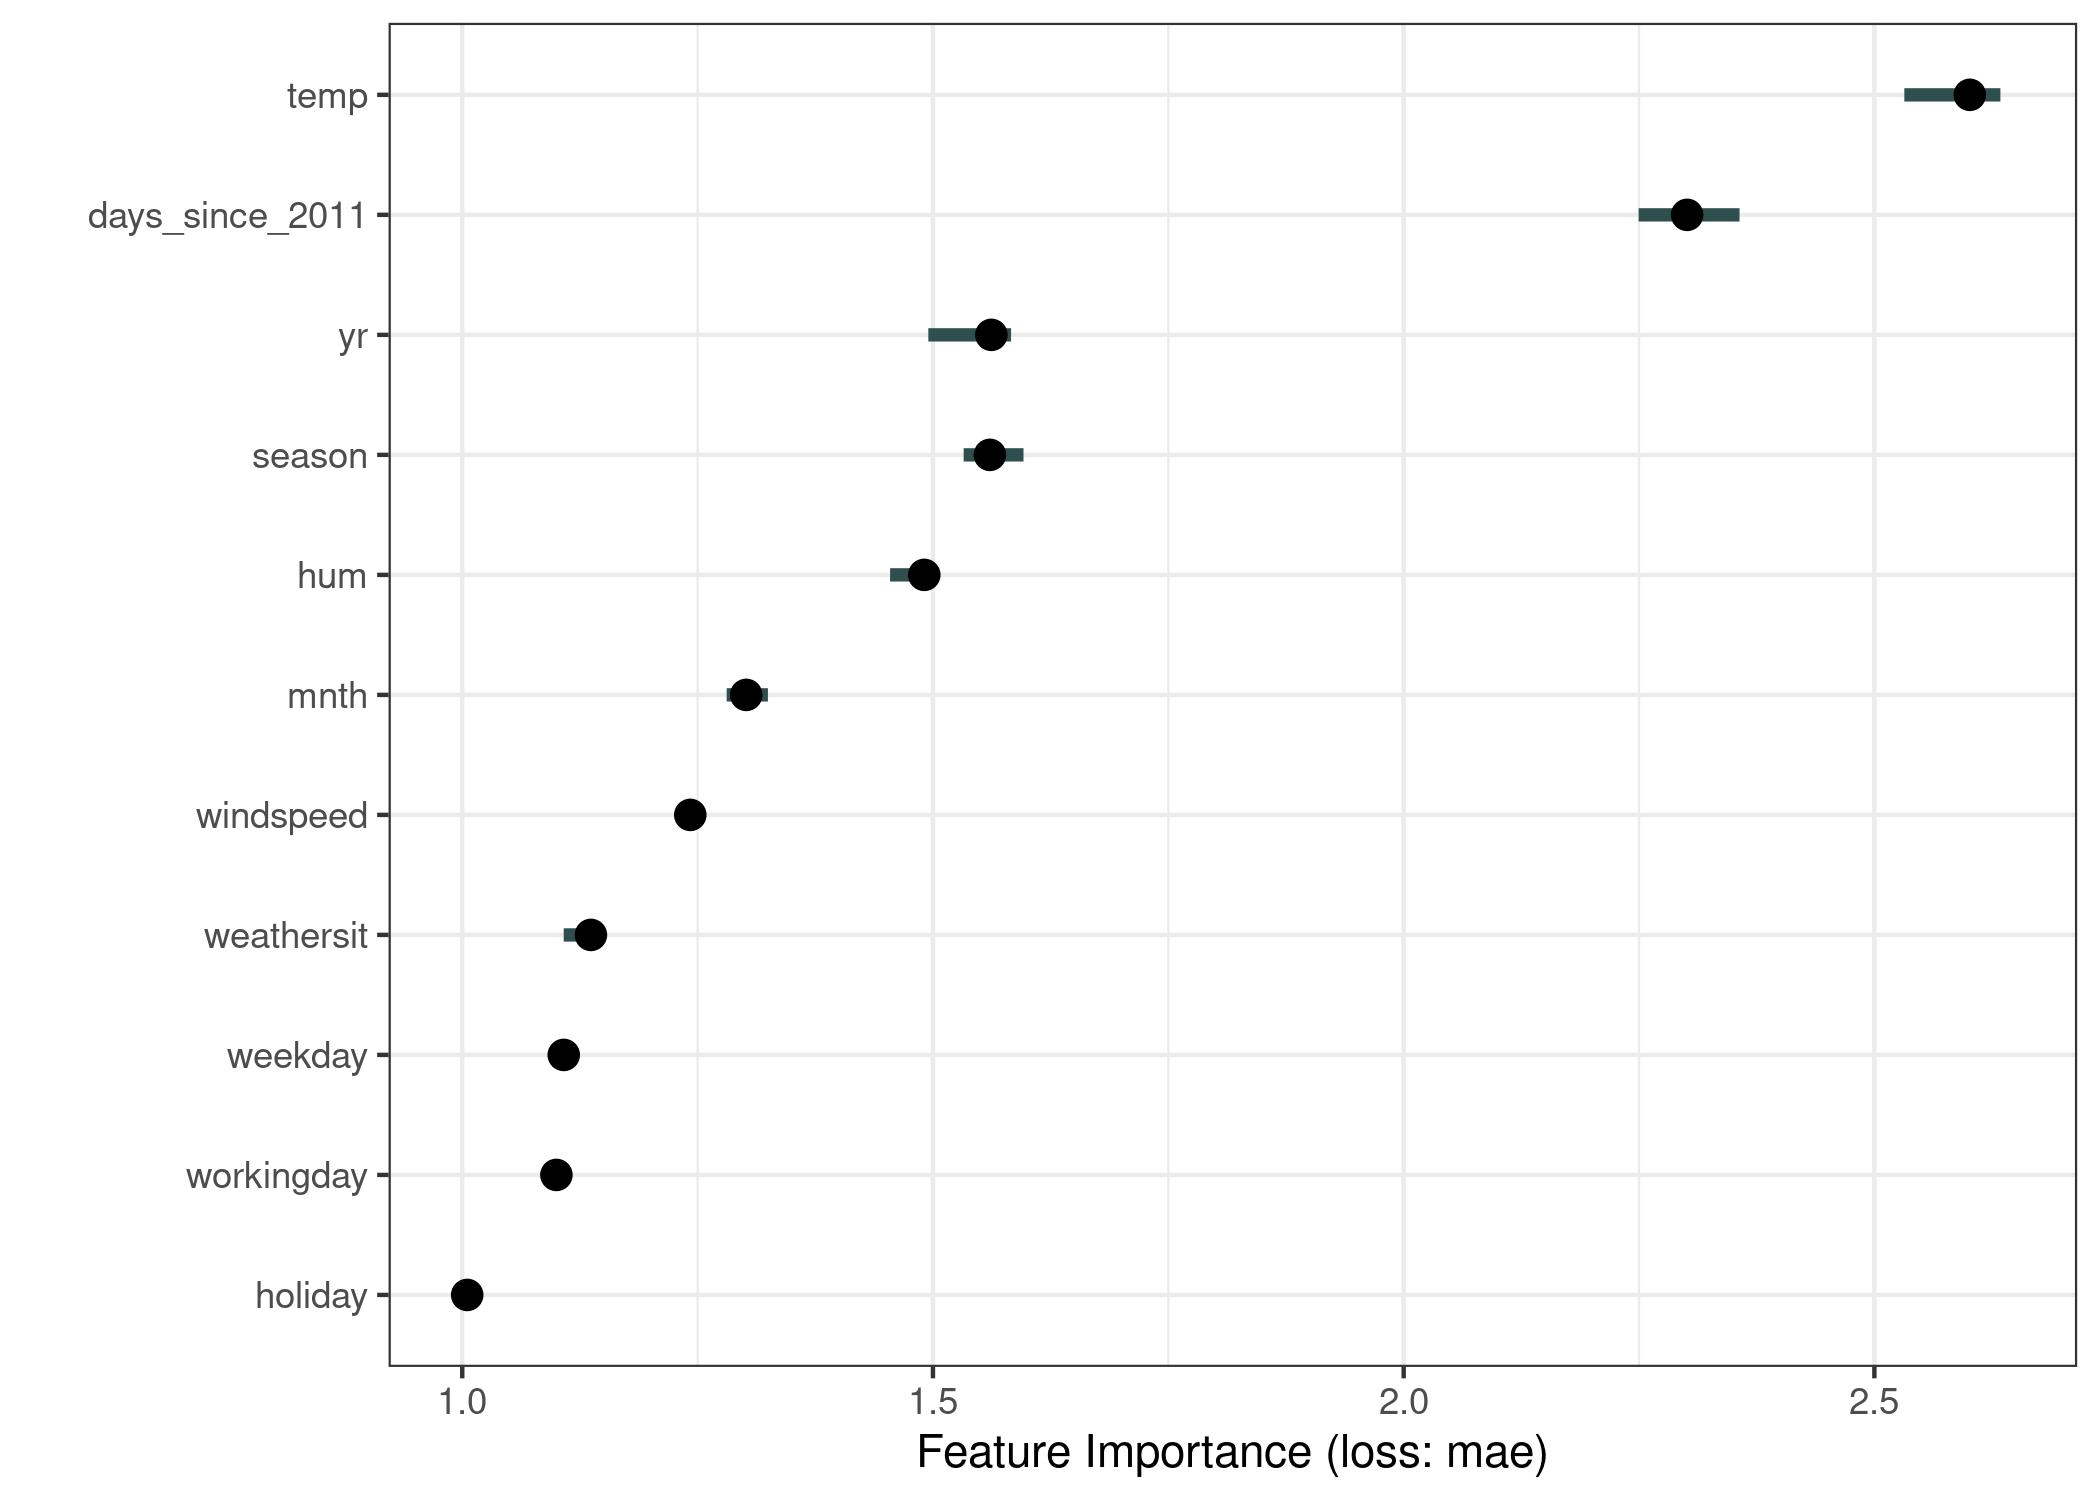 temp
days_since_2011
yr
season
hum
mnth
windspeed
weathersit
weekday
workingday
holiday
1.0 1.5 2.0 2.5
Feature Importance (loss: mae)